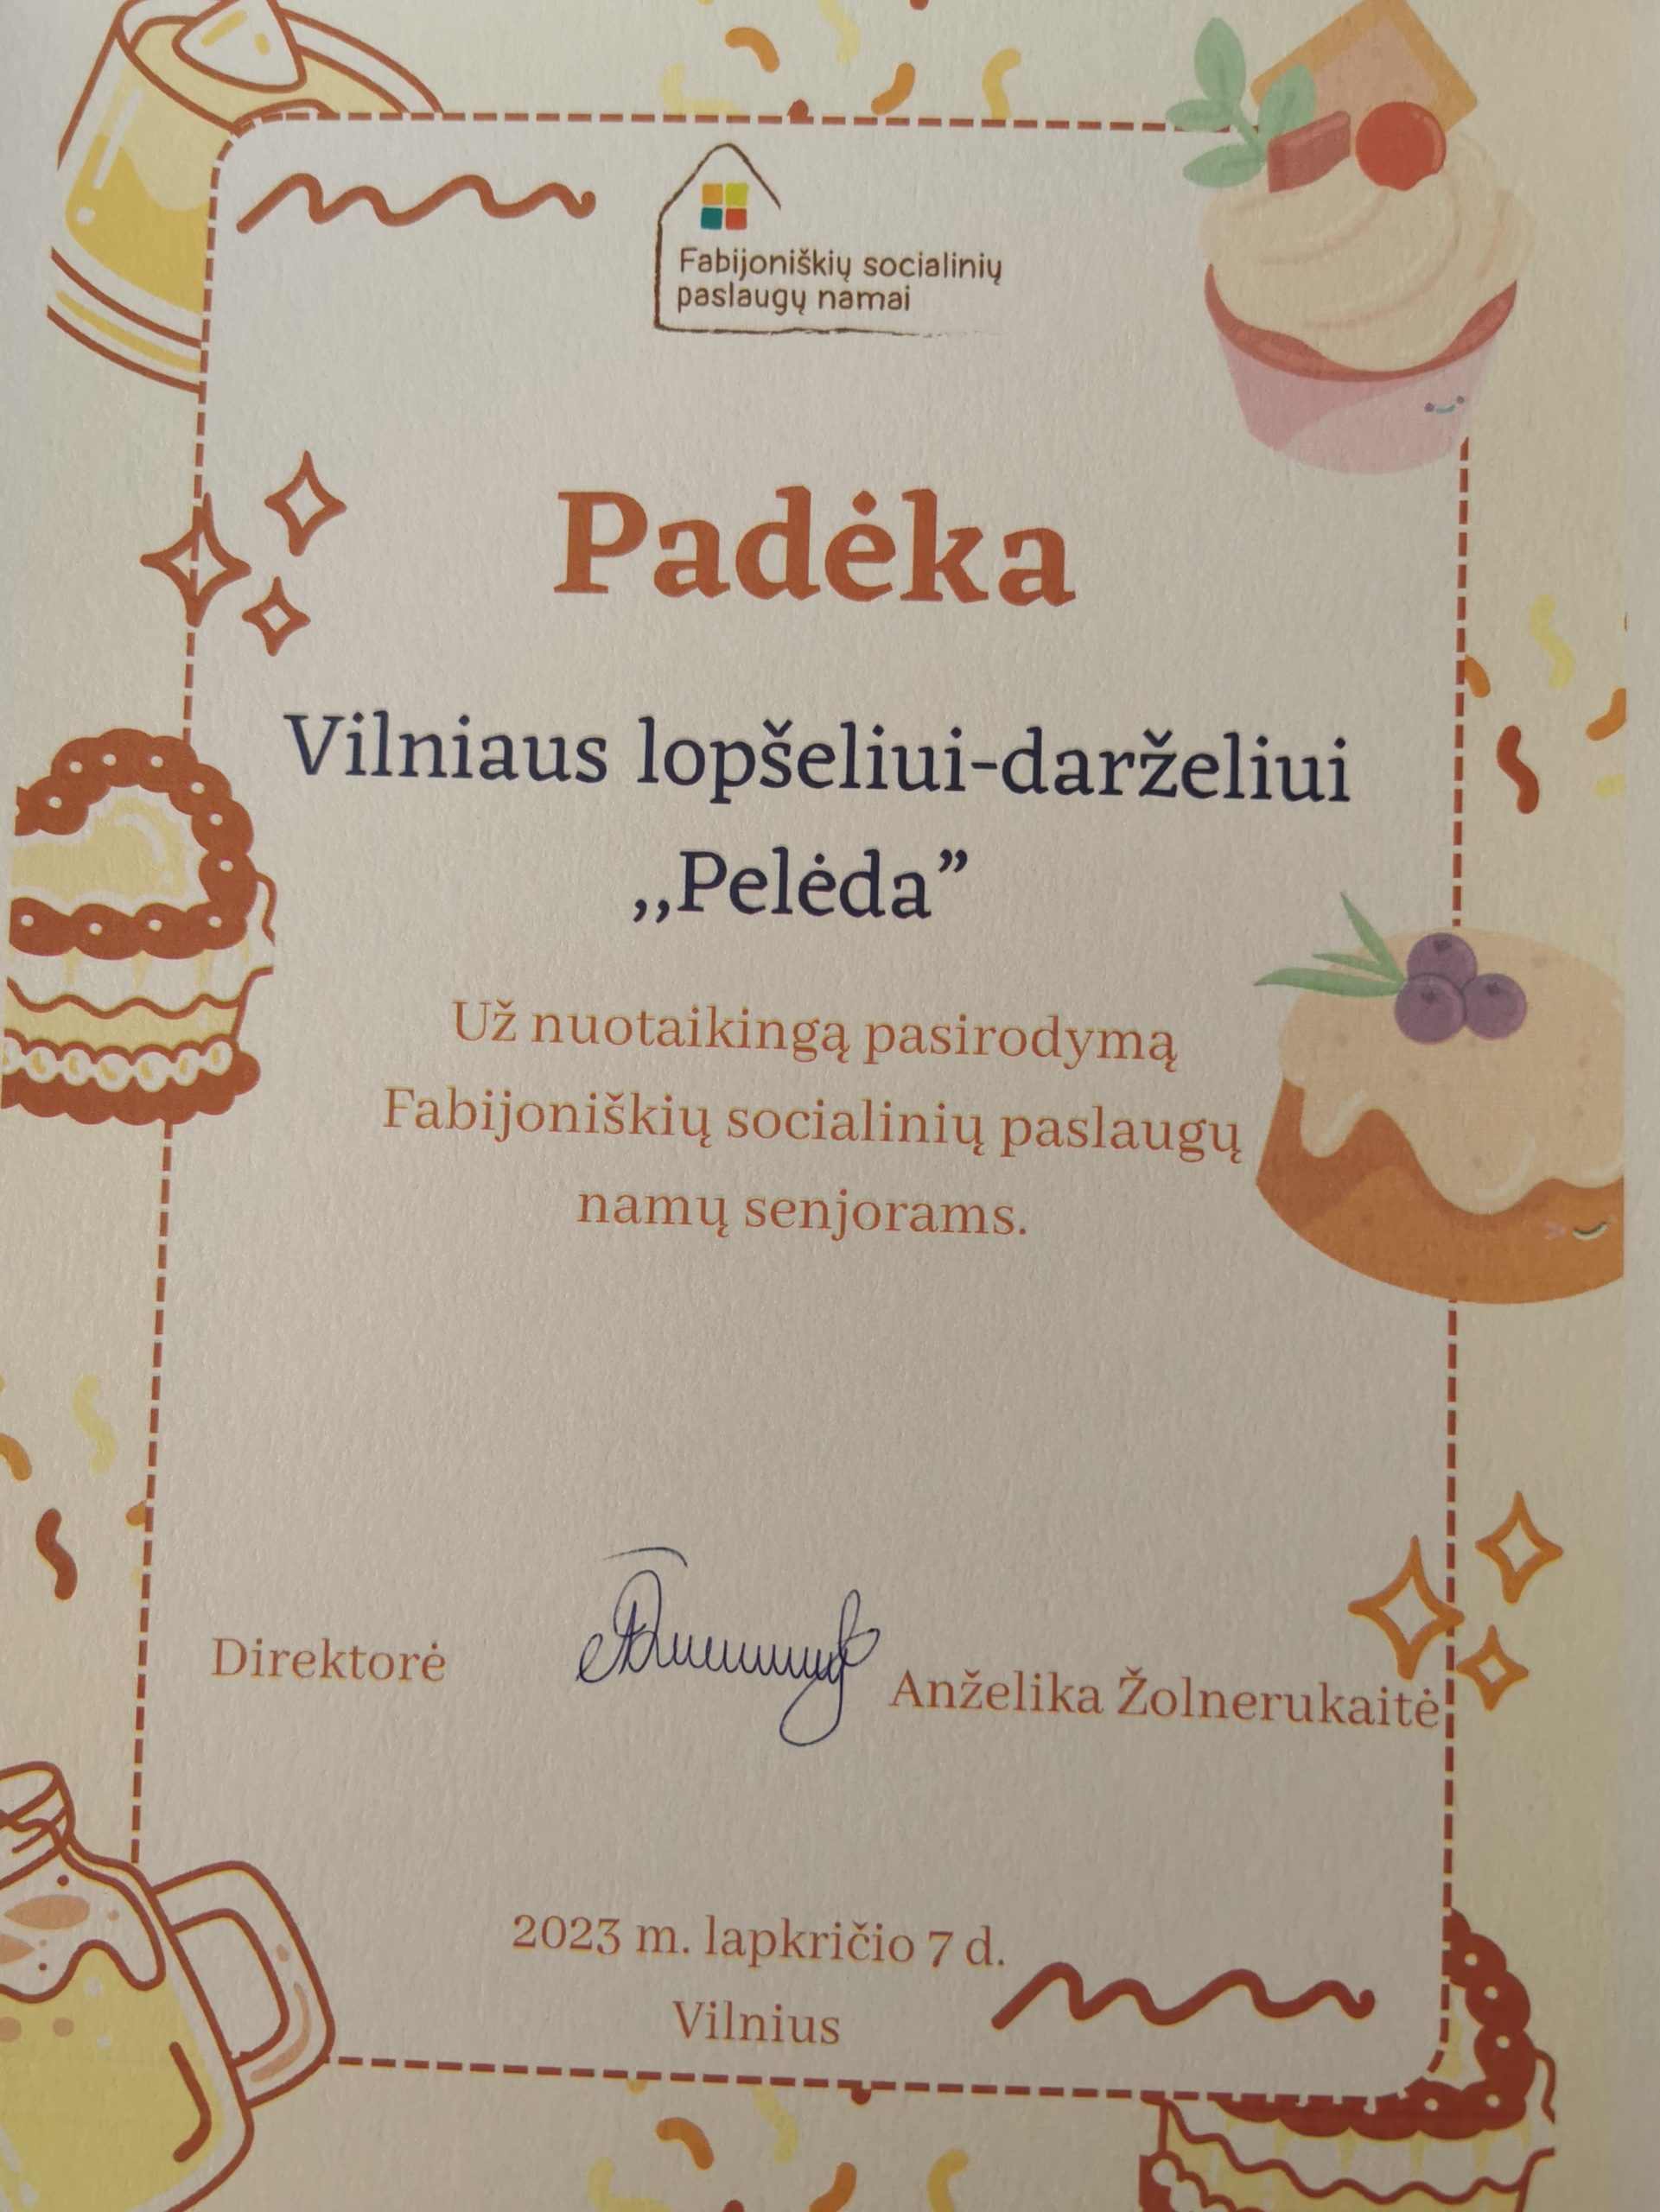 Fabijoniškių socialinių
paslaugų namai
Padėka
Vilniaus lopšeliui-darželiui
,,Pelėda”
Už nuotaikingą pasirodymą
Fabijoniškių socialinių paslaugų
namų senjorams.
Direktorė
Anželika Žolnerukaitė
2023 m. lapkričio 7 d.
Vilnius